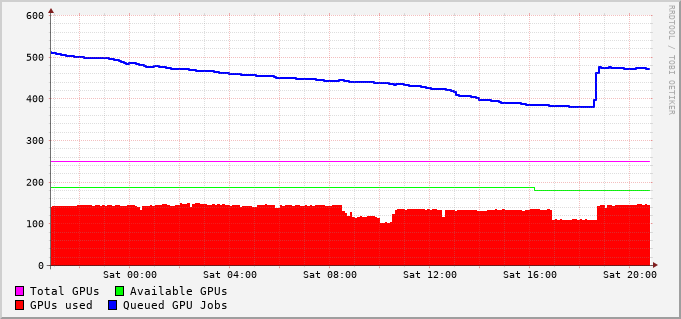 600
500
400
300
200
100
0
Sat 00:00 Sat 04:00 Sat 08:00 Sat 12:00 Sat 16:00 Sat 20:00
Total GPUs Available GPUs
GPUs used Queued GPU Jobs
RRDTOOL / TOBI OETIKER